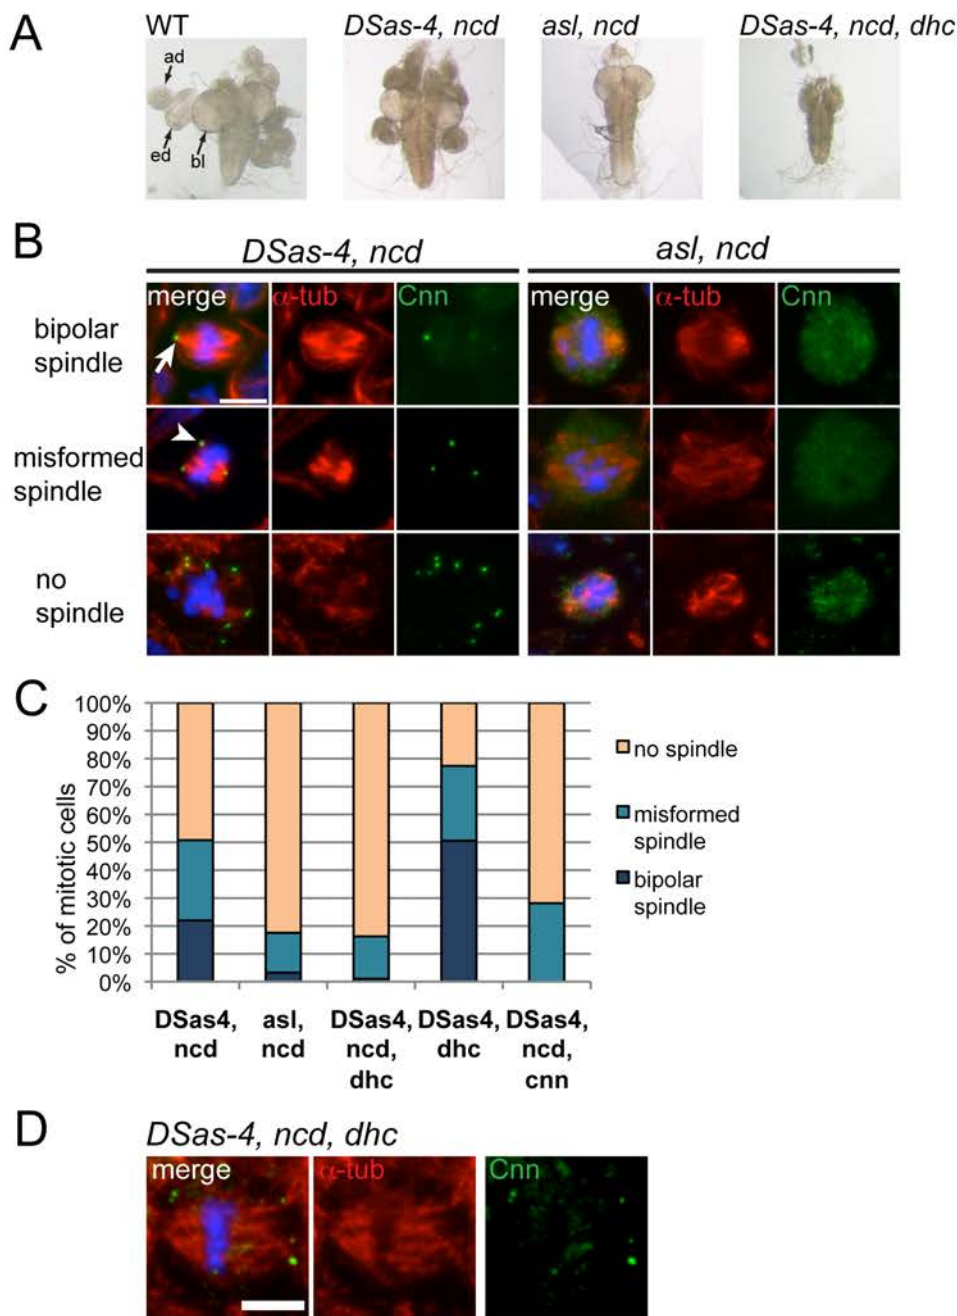 A
WT
DSas-4, ncd
asl, ncd
DSas-4, ncd, dhc
ad
ed
bl
B
DSas-4, ncd
asl, ncd
merge
α-tub
Cnn
merge
α-tub
Cnn
bipolar
spindle
misformed
spindle
no
spindle
C
% of mitotic cells
100%
90%
80%
70%
60%
50%
40%
30%
20%
10%
0%
no spindle
misformed
spindle
bipolar
spindle
DSas4,
ncd
asl,
ncd
DSas4,
ncd,
dhc
DSas4,
dhc
DSas4,
ncd,
cnn
D
DSas-4, ncd, dhc
merge
α-tub
Cnn